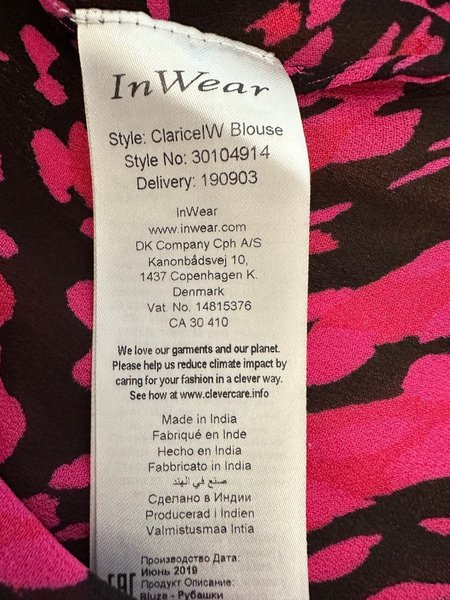 InWear
Style: ClariceIW Blouse
Style No: 30104914
Delivery: 190903
InWear
www.inwear.com
DK Company Cph A/S
Kanonbådsvej 10,
1437 Copenhagen K.
Denmark
Vat No. 14815376
CA 30 410
We love our garments and our planet.
Please help us reduce climate impact by
caring for your fashion in a clever way.
See how at www.clevercare.info
Made in India
Fabriqué en Inde
Hecho en India
Fabbricato in India
صنع في الهند
Сделано в Индии
Producerad i Indien
Valmistusmaa Intia
Производство Дата:
Июнь 2019
EAC Продукт Описание:
Bluza - Рубашки